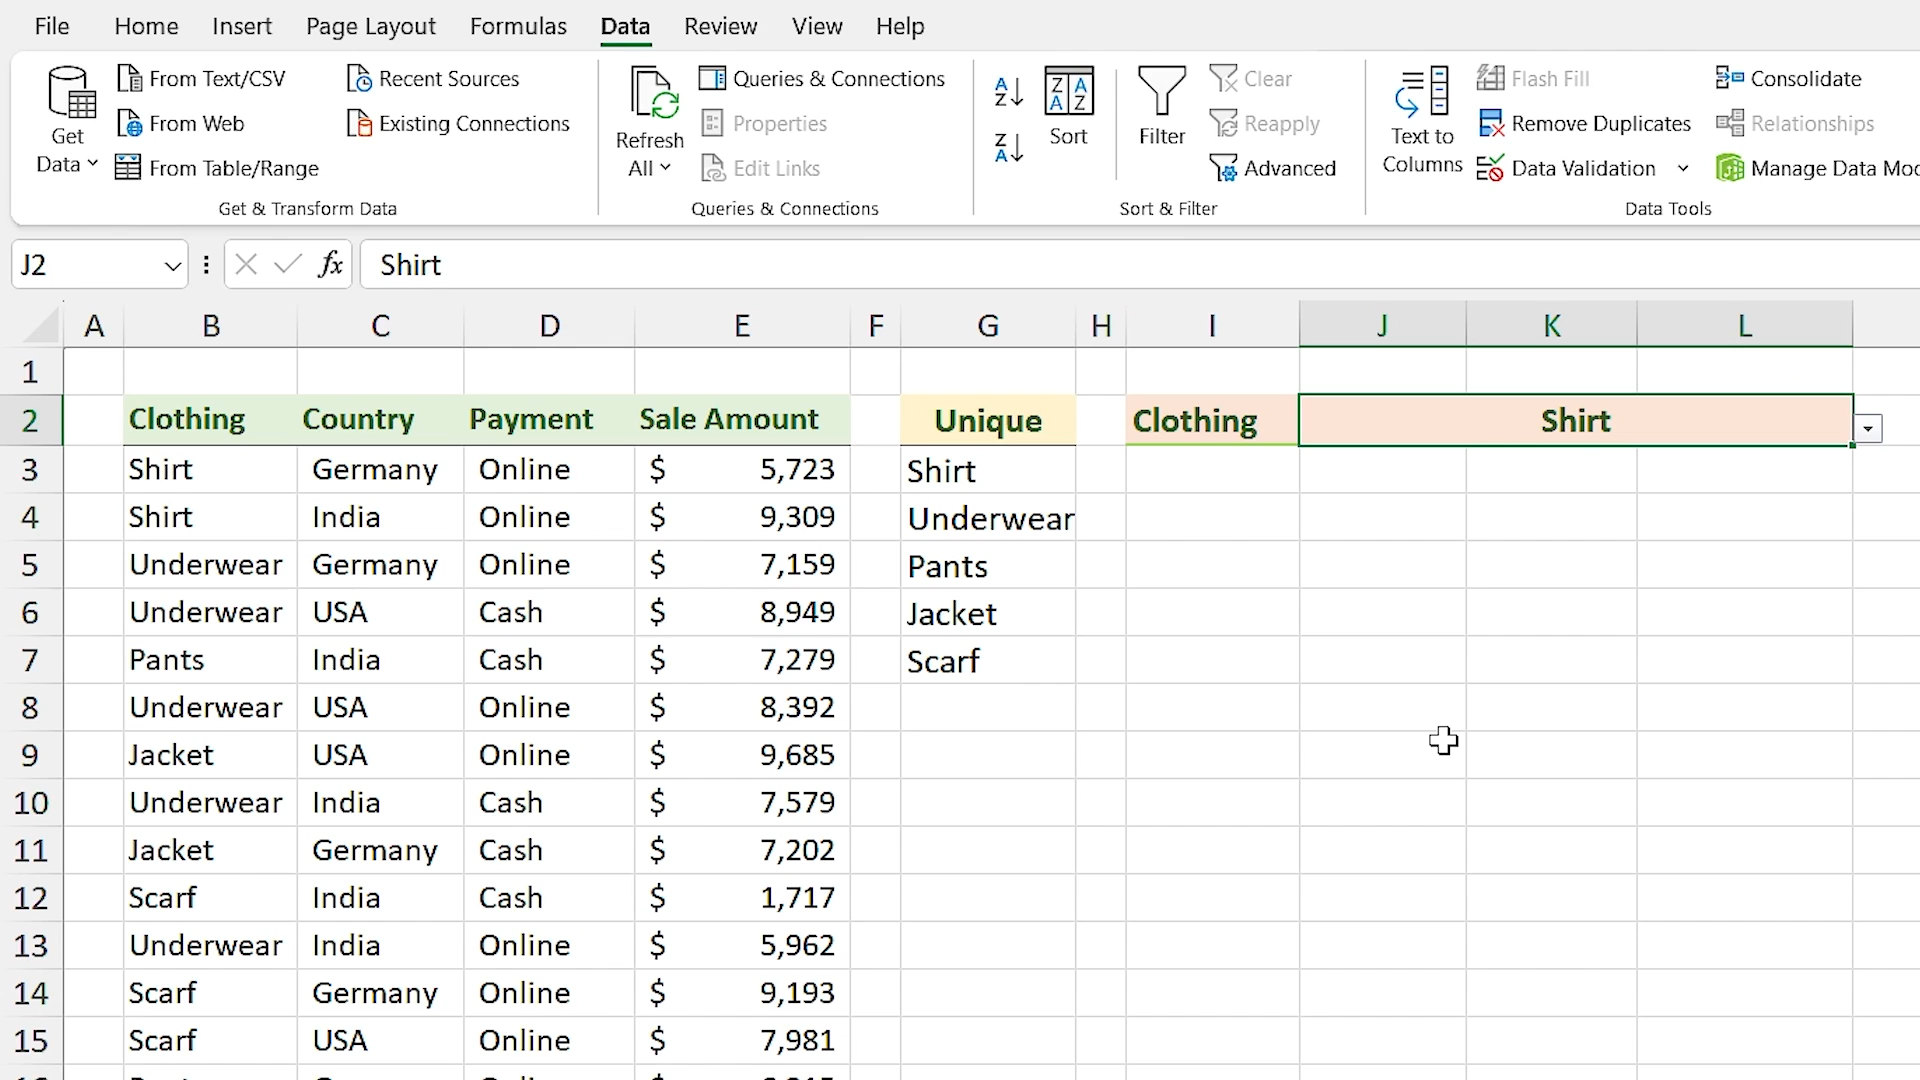 File Home Insert Page Layout Formulas Data Review View Help
Get Data
From Text/CSV
From Web
From Table/Range
Recent Sources
Existing Connections
Get & Transform Data
Refresh All
Queries & Connections
Properties
Edit Links
Queries & Connections
Sort
Filter
Clear
Reapply
Advanced
Sort & Filter
Text to Columns
Flash Fill
Remove Duplicates
Data Validation
Consolidate
Relationships
Manage Data
Data Tools
J2 fx Shirt
A B C D E F G H I J K L
1
2 Clothing Country Payment Sale Amount Unique Clothing Shirt
3 Shirt Germany Online $ 5,723 Shirt
4 Shirt India Online $ 9,309 Underwear
5 Underwear Germany Online $ 7,159 Pants
6 Underwear USA Cash $ 8,949 Jacket
7 Pants India Cash $ 7,279 Scarf
8 Underwear USA Online $ 8,392
9 Jacket USA Online $ 9,685
10 Underwear India Cash $ 7,579
11 Jacket Germany Cash $ 7,202
12 Scarf India Cash $ 1,717
13 Underwear India Online $ 5,962
14 Scarf Germany Online $ 9,193
15 Scarf USA Online $ 7,981